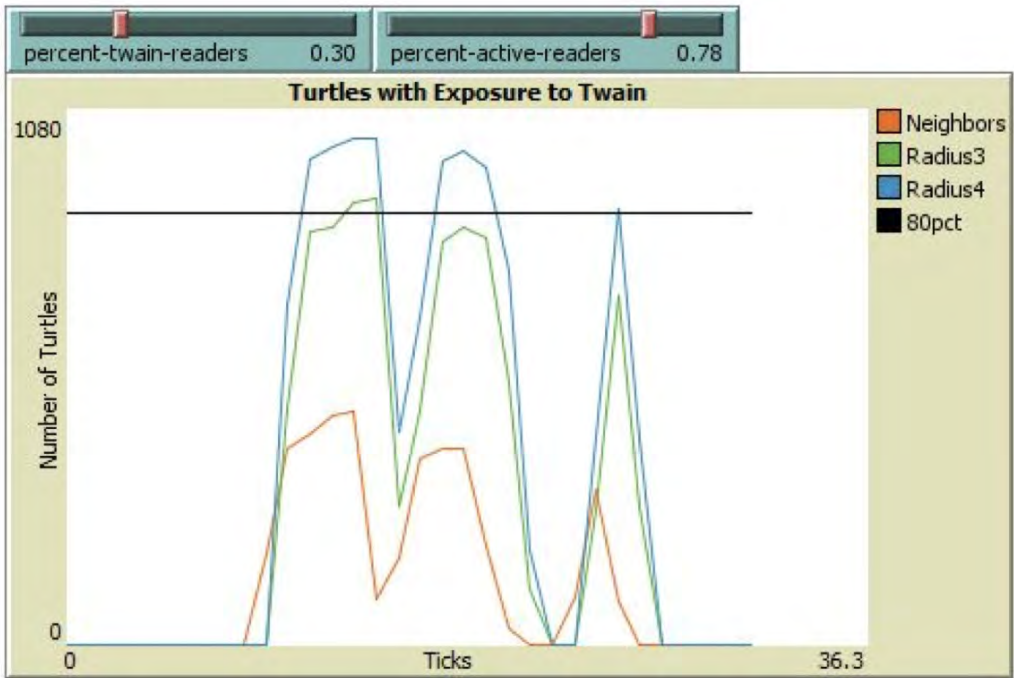 percent-twain-readers 0.30
percent-active-readers 0.78
Turtles with Exposure to Twain
1080
Number of Turtles
0
0
Ticks
36.3
Neighbors
Radius3
Radius4
80pct